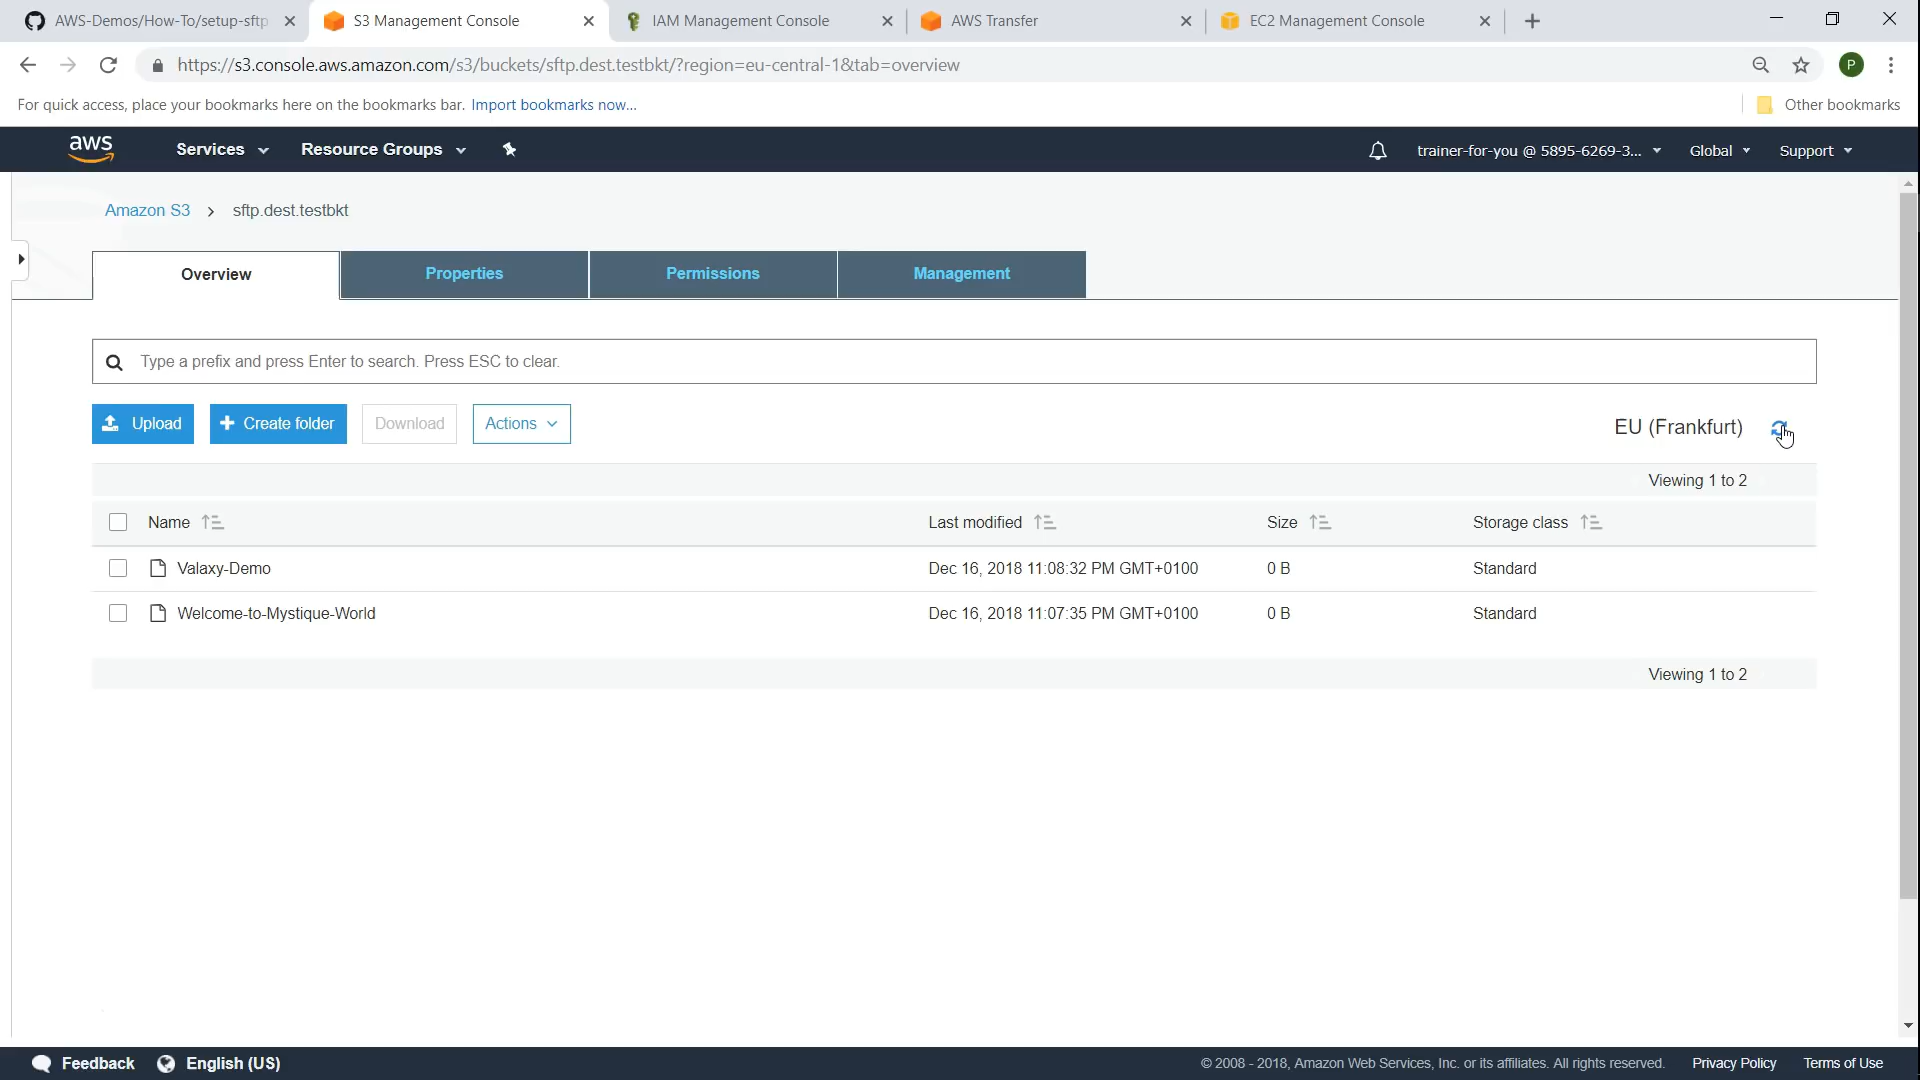 AWS-Demos/How-To/setup-sftp
S3 Management Console
IAM Management Console
AWS Transfer
EC2 Management Console
https://s3.console.aws.amazon.com/s3/buckets/sftp.dest.testbkt/?region=eu-central-1&tab=overview
P
For quick access, place your bookmarks here on the bookmarks bar. Import bookmarks now...
Other bookmarks
aws
Services
Resource Groups
trainer-for-you @ 5895-6269-3...
Global
Support
Amazon S3 > sftp.dest.testbkt
Overview
Properties
Permissions
Management
Type a prefix and press Enter to search. Press ESC to clear.
Upload
+ Create folder
Download
Actions
EU (Frankfurt)
Viewing 1 to 2
Name
Last modified
Size
Storage class
Valaxy-Demo
Dec 16, 2018 11:08:32 PM GMT+0100
0 B
Standard
Welcome-to-Mystique-World
Dec 16, 2018 11:07:35 PM GMT+0100
0 B
Standard
Viewing 1 to 2
Feedback
English (US)
© 2008 - 2018, Amazon Web Services, Inc. or its affiliates. All rights reserved.
Privacy Policy
Terms of Use